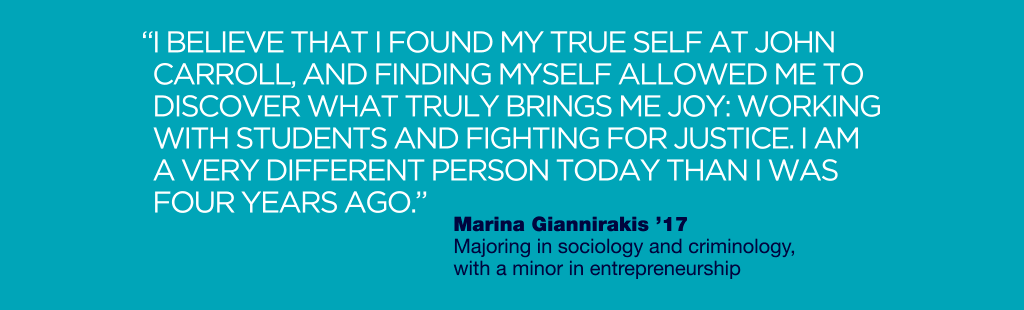 “I BELIEVE THAT I FOUND MY TRUE SELF AT JOHN
CARROLL, AND FINDING MYSELF ALLOWED ME TO
DISCOVER WHAT TRULY BRINGS ME JOY: WORKING
WITH STUDENTS AND FIGHTING FOR JUSTICE. I AM
A VERY DIFFERENT PERSON TODAY THAN I WAS
FOUR YEARS AGO.”
Marina Giannirakis ’17
Majoring in sociology and criminology,
with a minor in entrepreneurship